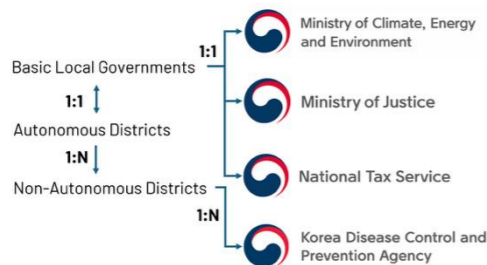 Ministry of Climate, Energy
and Environment
1:1
Basic Local Governments
1:1
Ministry of Justice
Autonomous Districts
1:N
National Tax Service
Non-Autonomous Districts
1:N
Korea Disease Control and
Prevention Agency